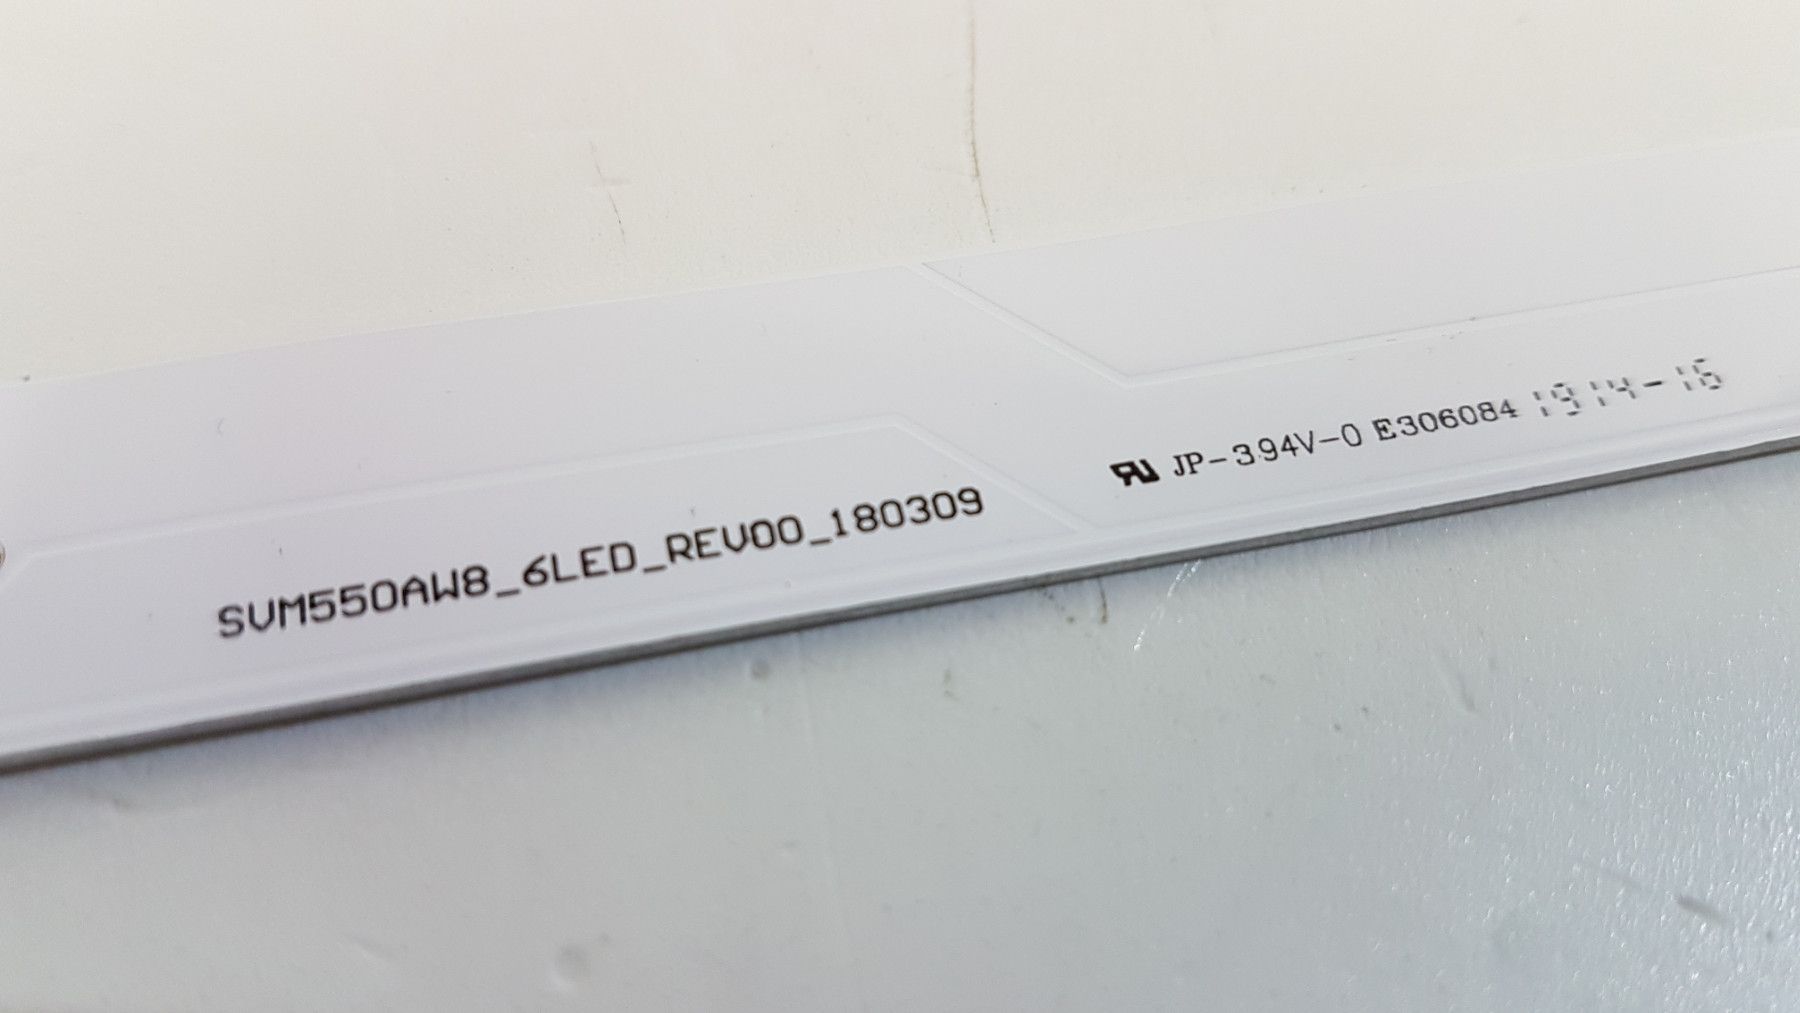 SVM550AW8_6LED_REV00_180309
JP-3.94V-0 E306084 1914-16